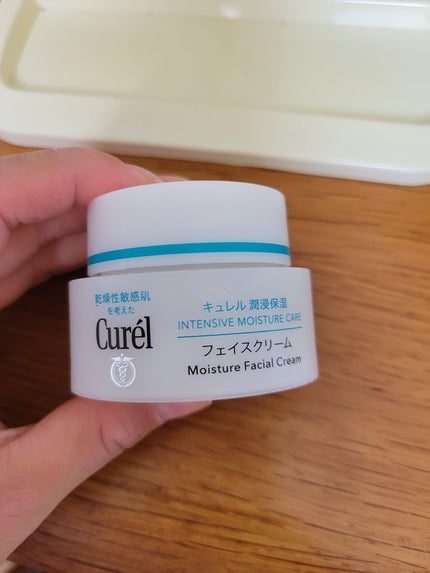 乾燥性敏感肌
を考えた
Curél
キュレル 潤浸保湿
INTENSIVE MOISTURE CARE
フェイスクリーム
Moisture Facial Cream